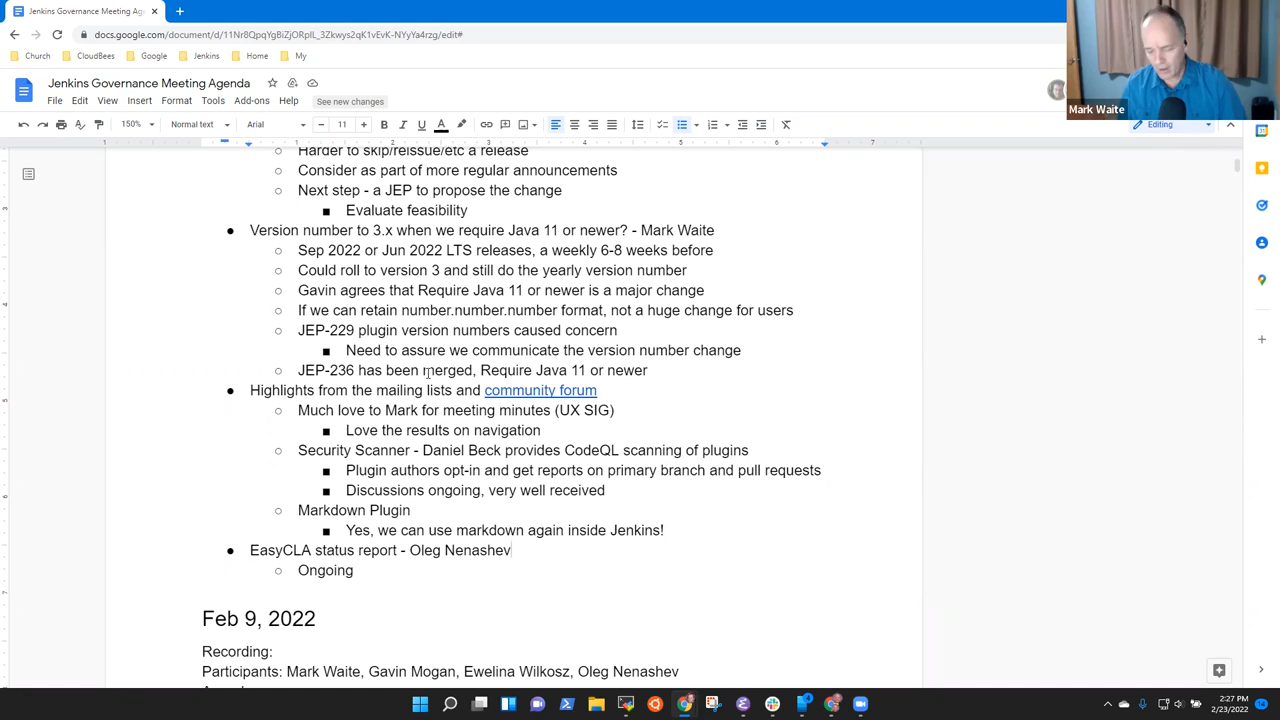 Jenkins Governance Meeting Ag
docs.google.com/document/d/11Nr8QpqYgBiZjORpIL_3Zkwys2qK1vEvK-NYyYa4rzg/edit#
Church CloudBees Google Jenkins Home My
Jenkins Governance Meeting Agenda
File Edit View Insert Format Tools Add-ons Help See new changes
150% Normal text Arial 11 Editing
Mark Waite
1 1 2 3 4 5 6 7
Harder to skip/reissue/etc a release
Consider as part of more regular announcements
Next step - a JEP to propose the change
Evaluate feasibility
Version number to 3.x when we require Java 11 or newer? - Mark Waite
Sep 2022 or Jun 2022 LTS releases, a weekly 6-8 weeks before
Could roll to version 3 and still do the yearly version number
Gavin agrees that Require Java 11 or newer is a major change
If we can retain number.number.number format, not a huge change for users
JEP-229 plugin version numbers caused concern
Need to assure we communicate the version number change
JEP-236 has been merged, Require Java 11 or newer
Highlights from the mailing lists and community forum
Much love to Mark for meeting minutes (UX SIG)
Love the results on navigation
Security Scanner - Daniel Beck provides CodeQL scanning of plugins
Plugin authors opt-in and get reports on primary branch and pull requests
Discussions ongoing, very well received
Markdown Plugin
Yes, we can use markdown again inside Jenkins!
EasyCLA status report - Oleg Nenashev
Ongoing
Feb 9, 2022
Recording:
Participants: Mark Waite, Gavin Mogan, Ewelina Wilkosz, Oleg Nenashev
2:27 PM
2/23/2022